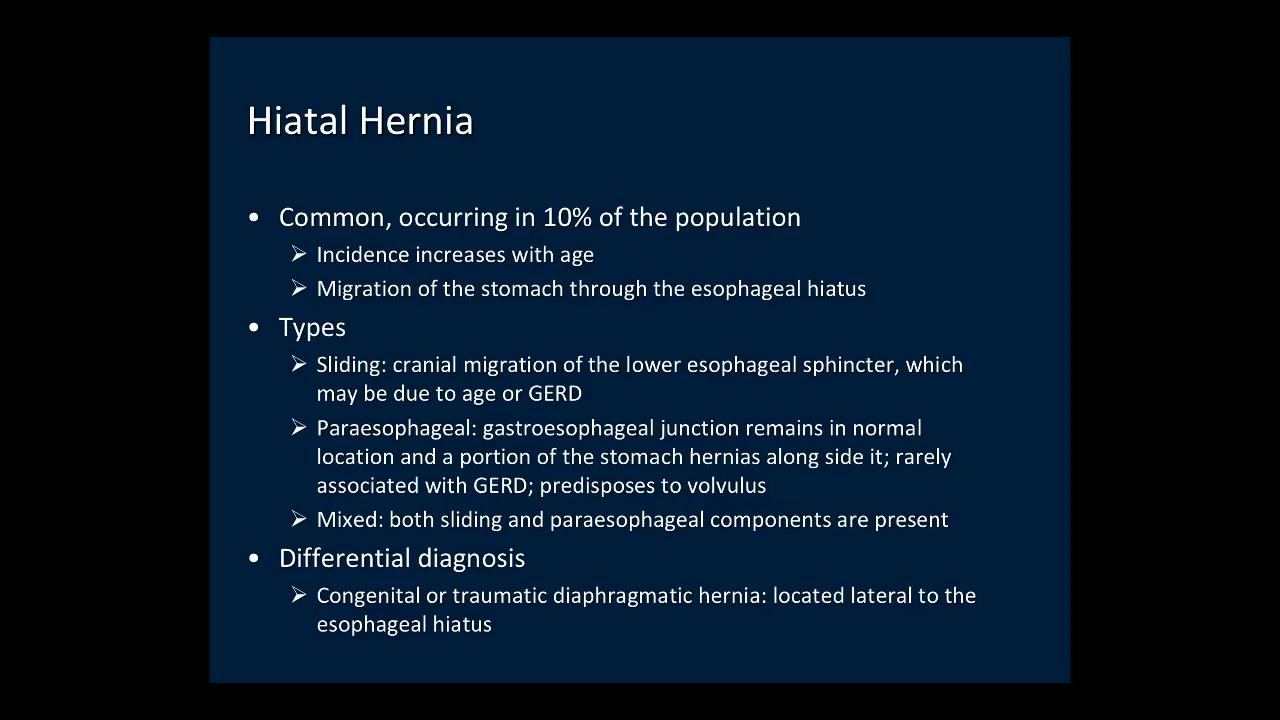 Hiatal Hernia
• Common, occurring in 10% of the population
➢ Incidence increases with age
➢ Migration of the stomach through the esophageal hiatus
• Types
➢ Sliding: cranial migration of the lower esophageal sphincter, which
may be due to age or GERD
➢ Paraesophageal: gastroesophageal junction remains in normal
location and a portion of the stomach hernias along side it; rarely
associated with GERD; predisposes to volvulus
➢ Mixed: both sliding and paraesophageal components are present
• Differential diagnosis
➢ Congenital or traumatic diaphragmatic hernia: located lateral to the
esophageal hiatus